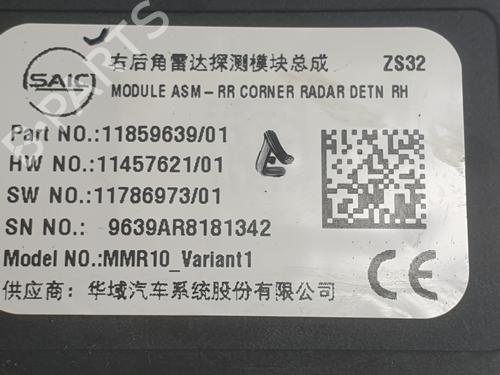 SAIC
右后角雷达探测模块总成 ZS32
MODULE ASM-RR CORNER RADAR DETN RH
Part NO.:11859639/01
HW NO.:11457621/01
SW NO.:11786973/01
SN NO.: 9639AR8181342
Model NO.:MMR10_Variant1
CE
供应商: 华域汽车系统股份有限公司